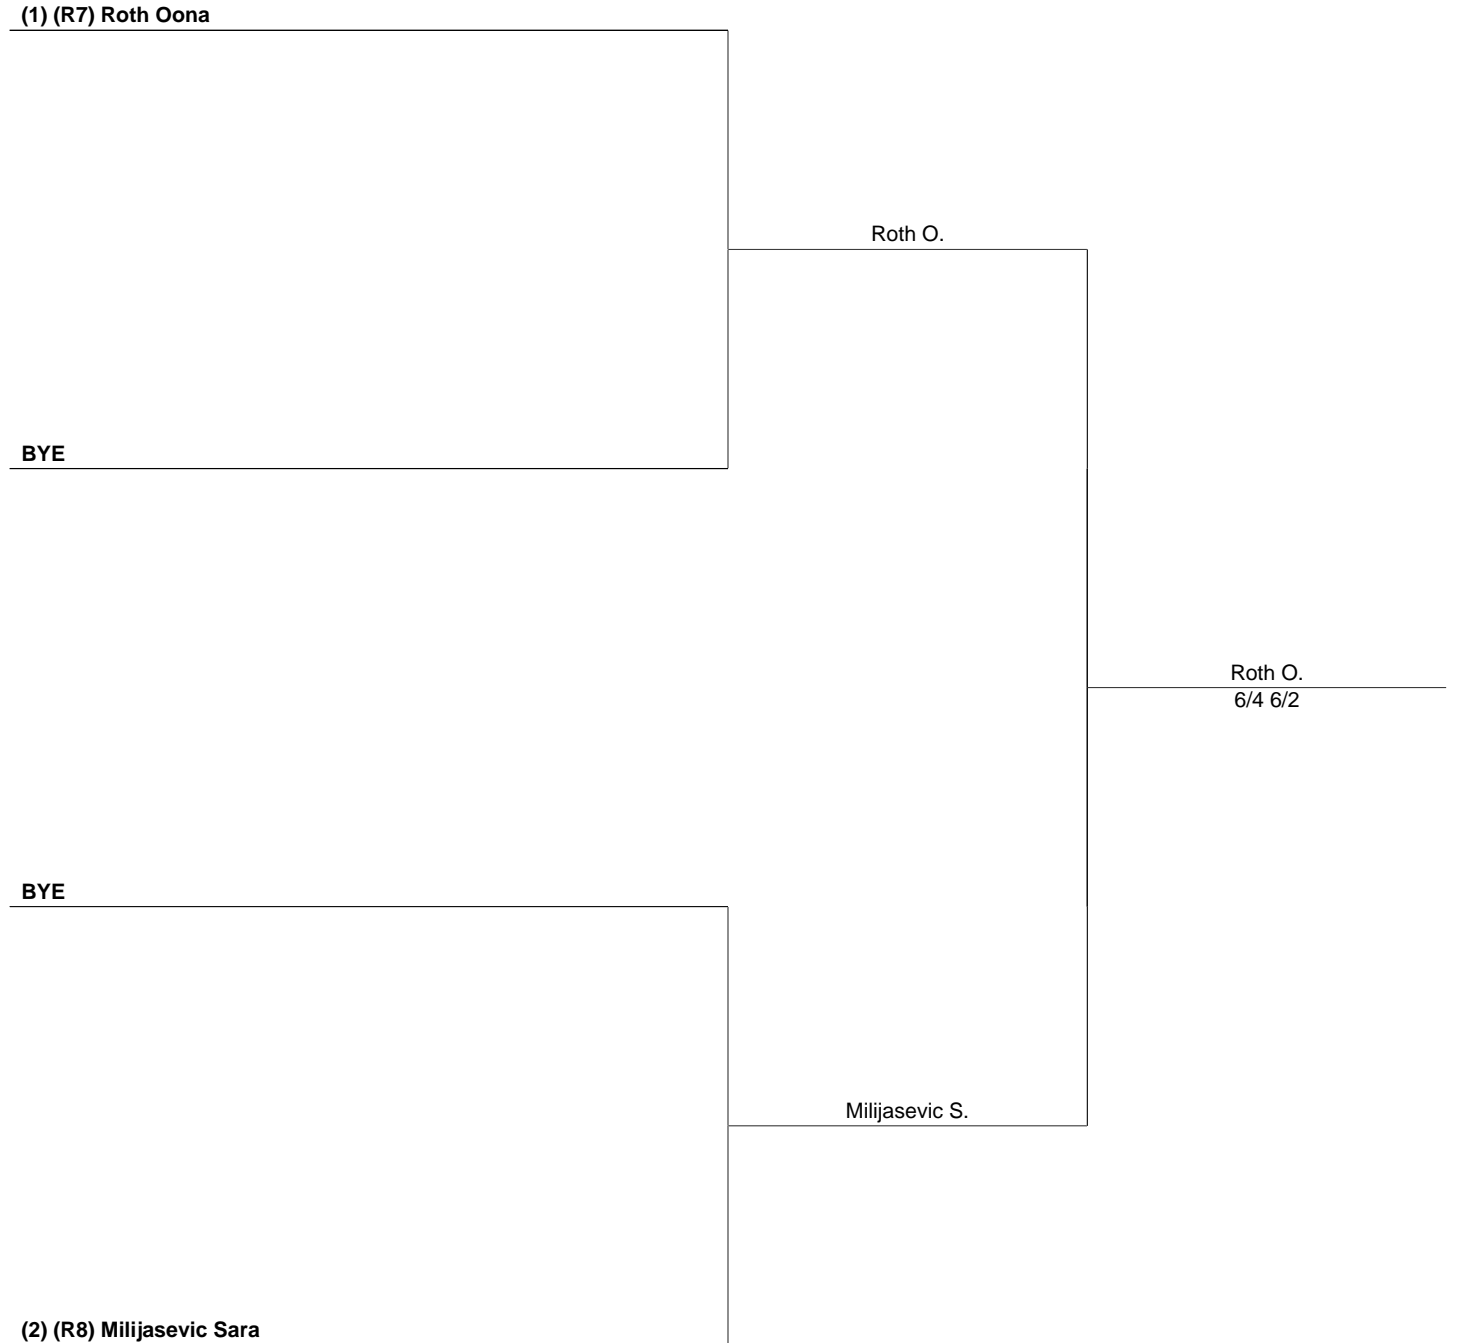 (1) (R7) Roth Oona
Roth O.
BYE
Roth O.
6/4 6/2
BYE
Milijasevic S.
(2) (R8) Milijasevic Sara